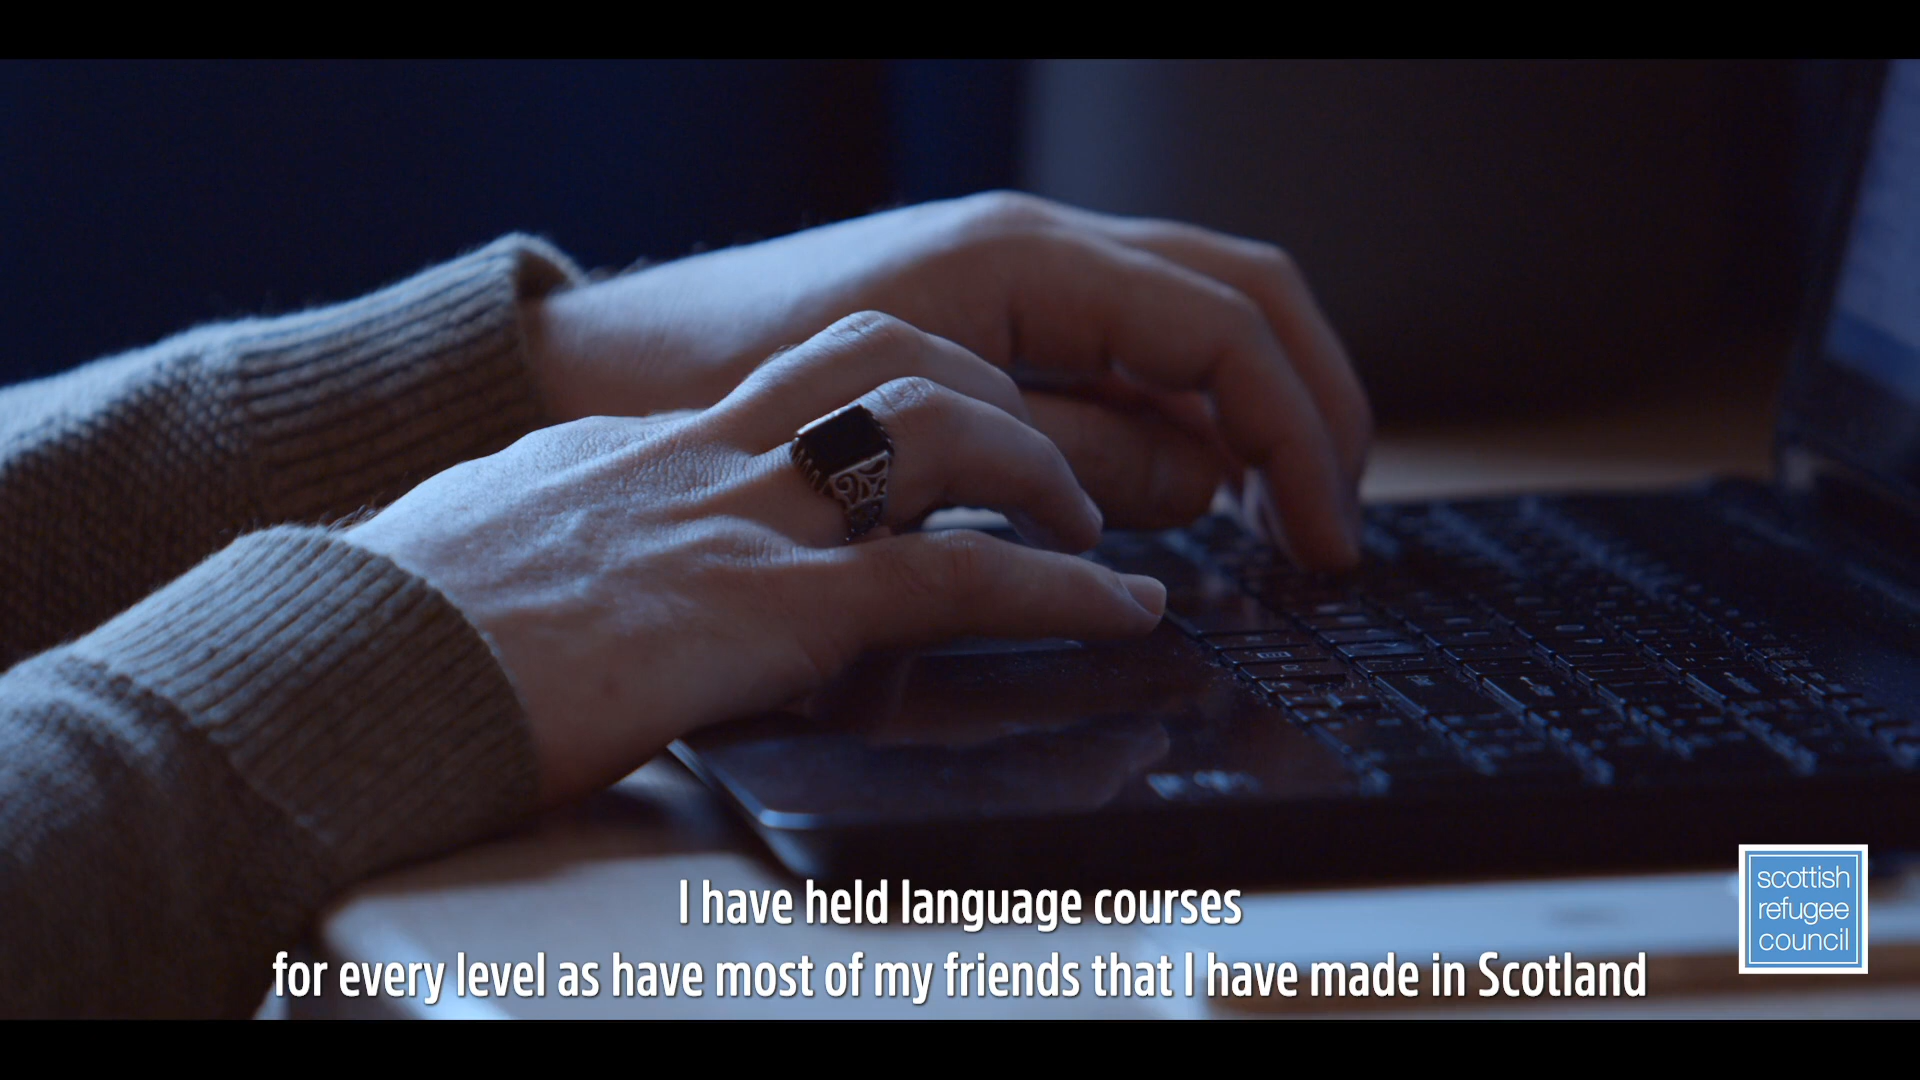 I have held language courses
for every level as have most of my friends that I have made in Scotland
scottish
refugee
council